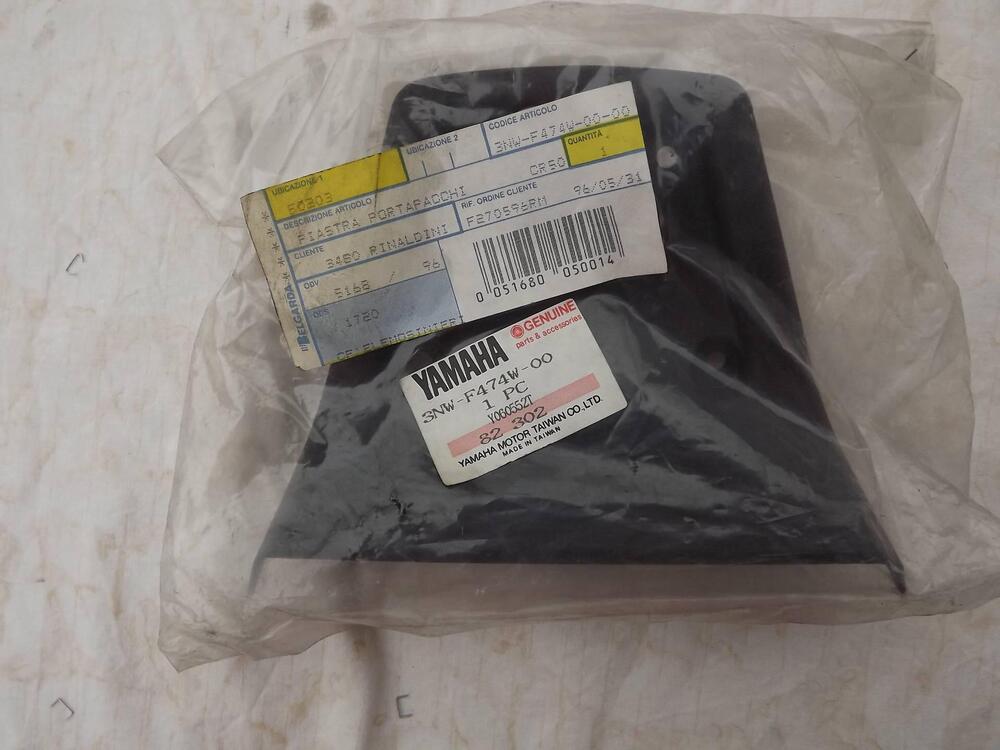 UBICAZIONE 1
E0303
UBICAZIONE 2
CODICE ARTICOLO
3NW-F474W-00-00
DESCRIZIONE ARTICOLO
PIASTRA PORTAPACCHI
CR50
QUANTITÀ
1
CLIENTE
3480 RINALDINI
RIF. ORDINE CLIENTE
F270596RM
96/05/31
ODV
5168 / 96
1720
BELGARDA
0 051680 050014
YAMAHA
GENUINE
parts & accessories
3NW-F474W-00
1 PC
Y060552T
82 302
YAMAHA MOTOR TAIWAN CO., LTD.
MADE IN TAIWAN